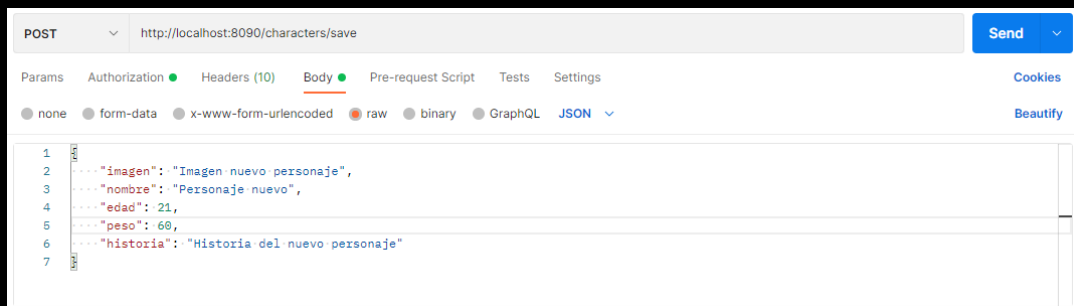 POST http://localhost:8090/characters/save Send
Params Authorization Headers (10) Body Pre-request Script Tests Settings Cookies
none form-data x-www-form-urlencoded raw binary GraphQL JSON Beautify
1 {
2 "imagen": "Imagen nuevo personaje",
3 "nombre": "Personaje nuevo",
4 "edad": 21,
5 "peso": 60,
6 "historia": "Historia del nuevo personaje"
7 }